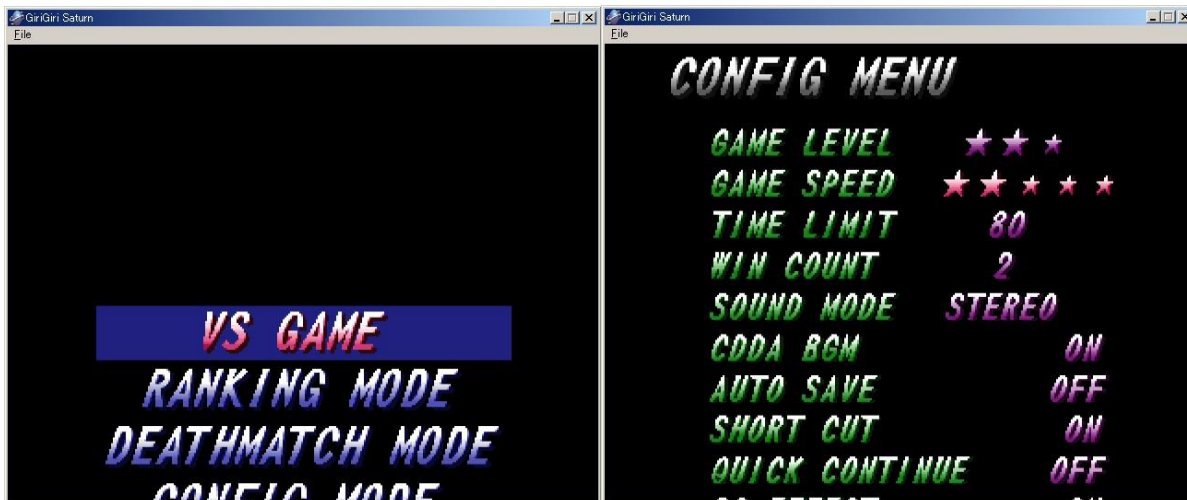 GiriGiri Saturn
File
VS GAME
RANKING MODE
DEATHMATCH MODE
CONFIG MODE
GiriGiri Saturn
File
CONFIG MENU
GAME LEVEL ★★★
GAME SPEED ★★★★★
TIME LIMIT 80
WIN COUNT 2
SOUND MODE STEREO
CDDA BGM ON
AUTO SAVE OFF
SHORT CUT ON
QUICK CONTINUE OFF